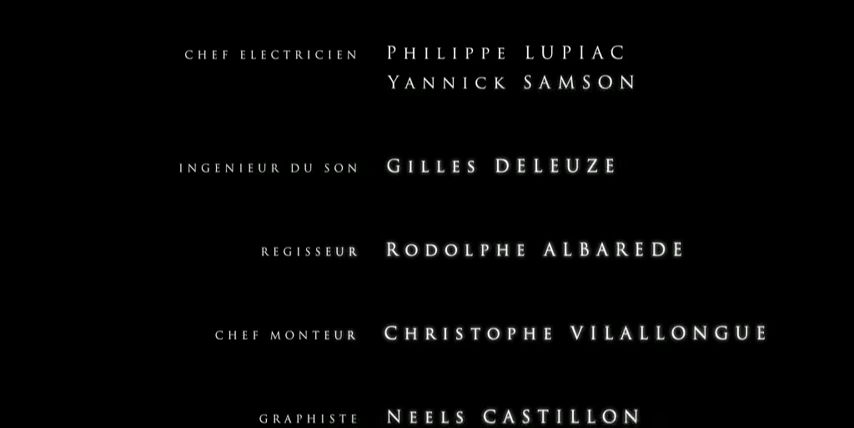 CHEF ELECTRICIEN PHILIPPE LUPIAC
YANNICK SAMSON
INGENIEUR DU SON GILLES DELEUZE
REGISSEUR RODOLPHE ALBAREDE
CHEF MONTEUR CHRISTOPHE VILALLONGUE
GRAPHISTE NEELS CASTILLON